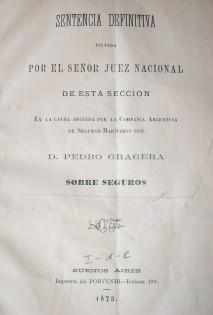 SENTENCIA DEFINITIVA
DICTADA
POR EL SEÑOR JUEZ NACIONAL
DE ESTA SECCION
EN LA CAUSA SEGUIDA POR LA COMPAÑIA ARGENTINA
DE SEGUROS MARÍTIMOS CON
D. PEDRO GRAGERA
SOBRE SEGUROS
BUENOS AIRES
Imprenta del PORVENIR—Defensa 139
1873.